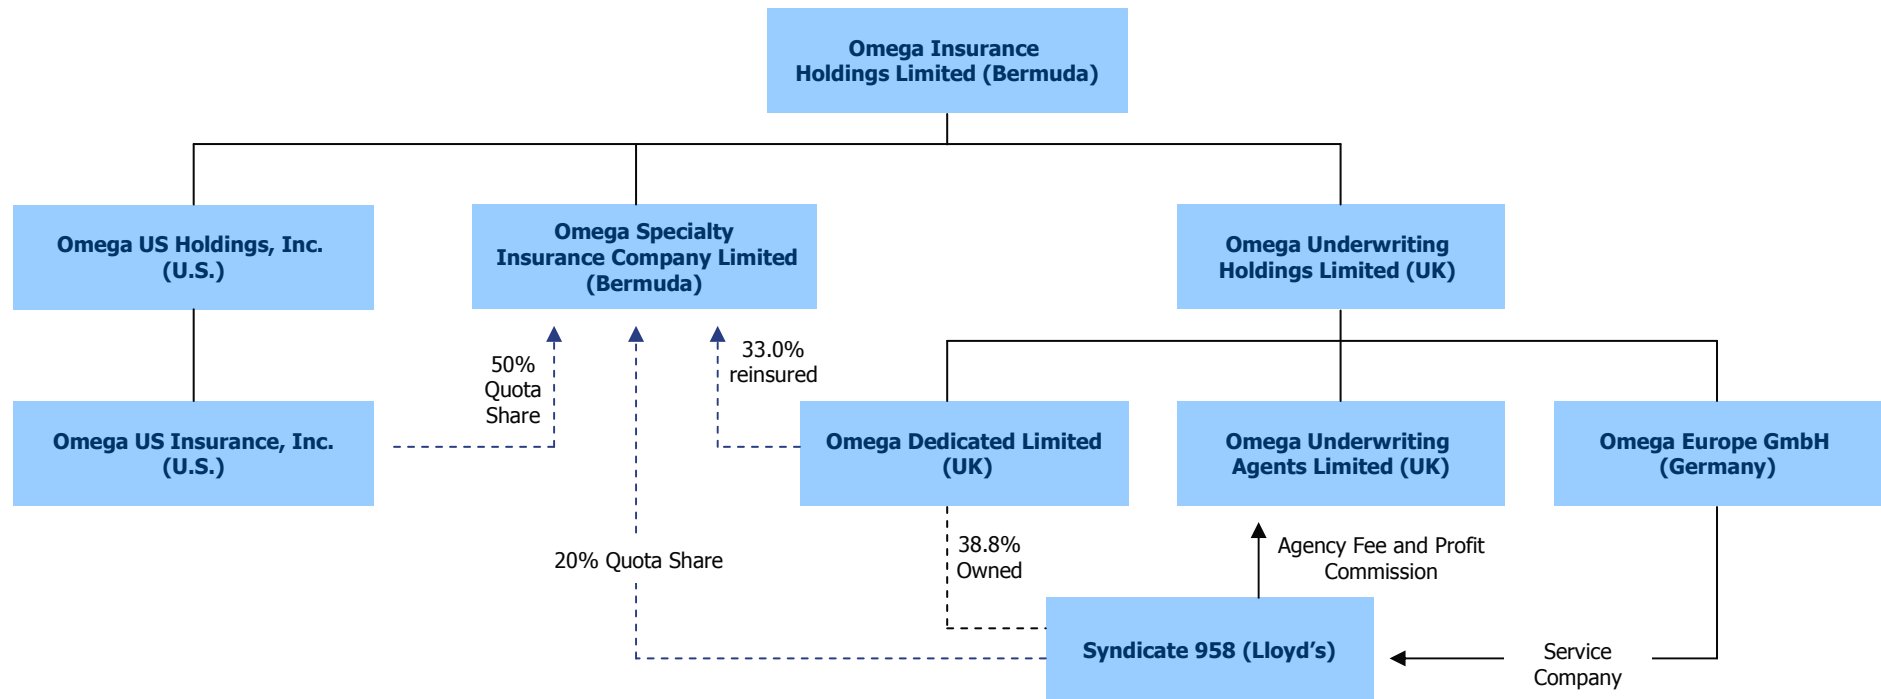 Omega Insurance
Holdings Limited (Bermuda)
Omega US Holdings, Inc.
(U.S.)
Omega Specialty
Insurance Company Limited
(Bermuda)
Omega Underwriting
Holdings Limited (UK)
50%
Quota
Share
33.0%
reinsured
Omega US Insurance, Inc.
(U.S.)
Omega Dedicated Limited
(UK)
Omega Underwriting
Agents Limited (UK)
Omega Europe GmbH
(Germany)
20% Quota Share
38.8%
Owned
Agency Fee and Profit
Commission
Syndicate 958 (Lloyd’s)
Service
Company